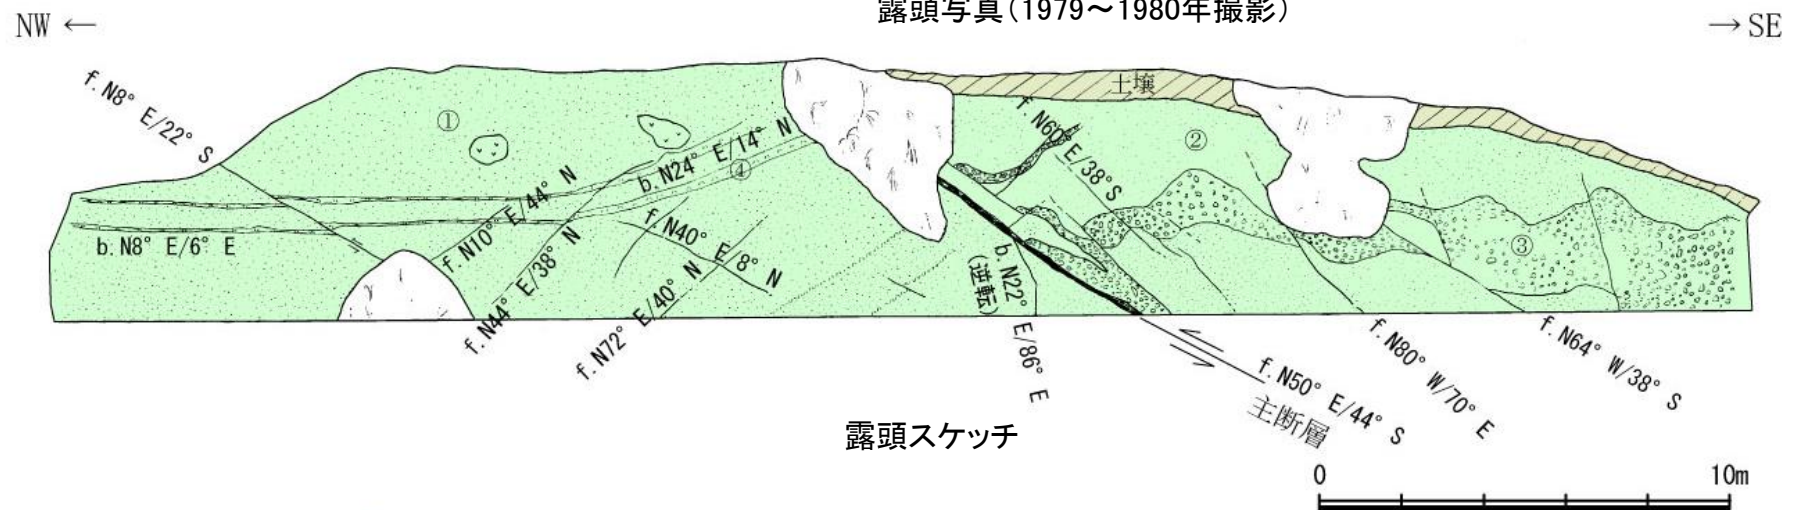 露頭写真(1979～1980年撮影)
NW ←
→ SE
f. N8° E/22° S
①
土壌
②
f. N60° E/38° S
b. N24° E/14° N
④
b. N8° E/6° E
f. N10° E/44° N
f. N40° E/8° N
③
f. N44° E/38° N
f. N72° E/40° N
b. N22° E/86° E
(逆転)
f. N50° E/44° S
主断層
f. N80° W/70° E
f. N64° W/38° S
露頭スケッチ
0
10m